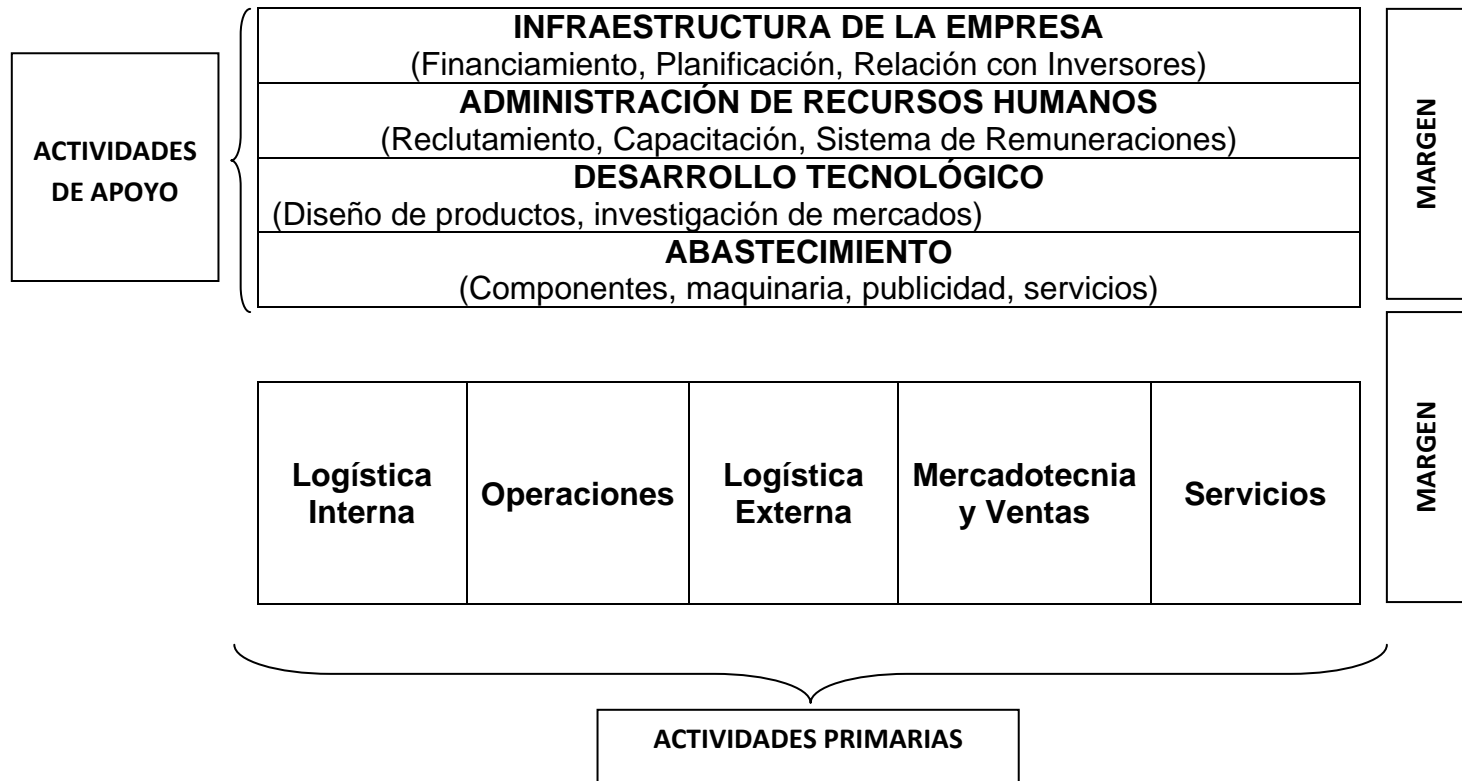 ACTIVIDADES
DE APOYO
INFRAESTRUCTURA DE LA EMPRESA
(Financiamiento, Planificación, Relación con Inversores)
ADMINISTRACIÓN DE RECURSOS HUMANOS
(Reclutamiento, Capacitación, Sistema de Remuneraciones)
DESARROLLO TECNOLÓGICO
(Diseño de productos, investigación de mercados)
ABASTECIMIENTO
(Componentes, maquinaria, publicidad, servicios)
MARGEN
Logística
Interna
Operaciones
Logística
Externa
Mercadotecnia
y Ventas
Servicios
MARGEN
ACTIVIDADES PRIMARIAS